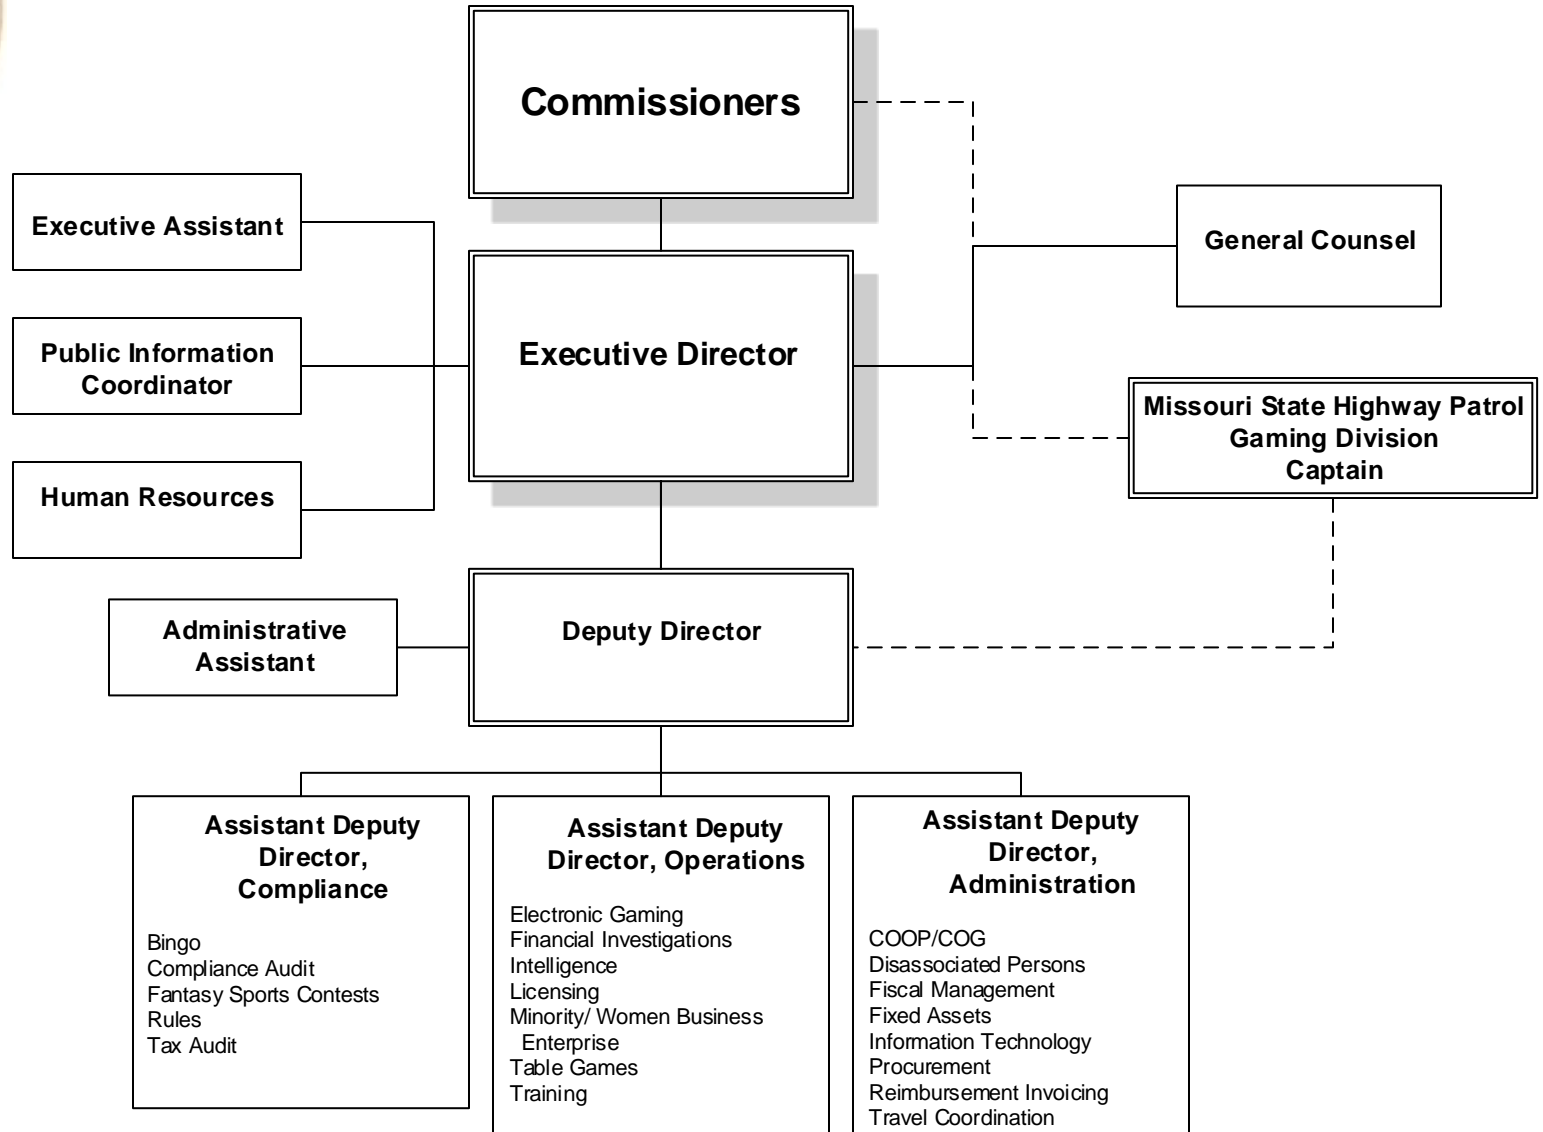 Commissioners
Executive Assistant
General Counsel
Executive Director
Public Information
Coordinator
Missouri State Highway Patrol
Gaming Division
Captain
Human Resources
Administrative
Assistant
Deputy Director
Assistant Deputy
Director,
Compliance
Bingo
Compliance Audit
Fantasy Sports Contests
Rules
Tax Audit
Assistant Deputy
Director, Operations
Electronic Gaming
Financial Investigations
Intelligence
Licensing
Minority/ Women Business
Enterprise
Table Games
Training
Assistant Deputy
Director,
Administration
COOP/COG
Disassociated Persons
Fiscal Management
Fixed Assets
Information Technology
Procurement
Reimbursement Invoicing
Travel Coordination